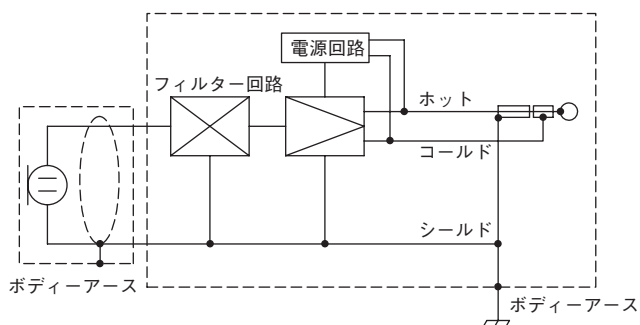 電源回路
フィルター回路
ホット
コールド
シールド
ボディーアース
ボディーアース